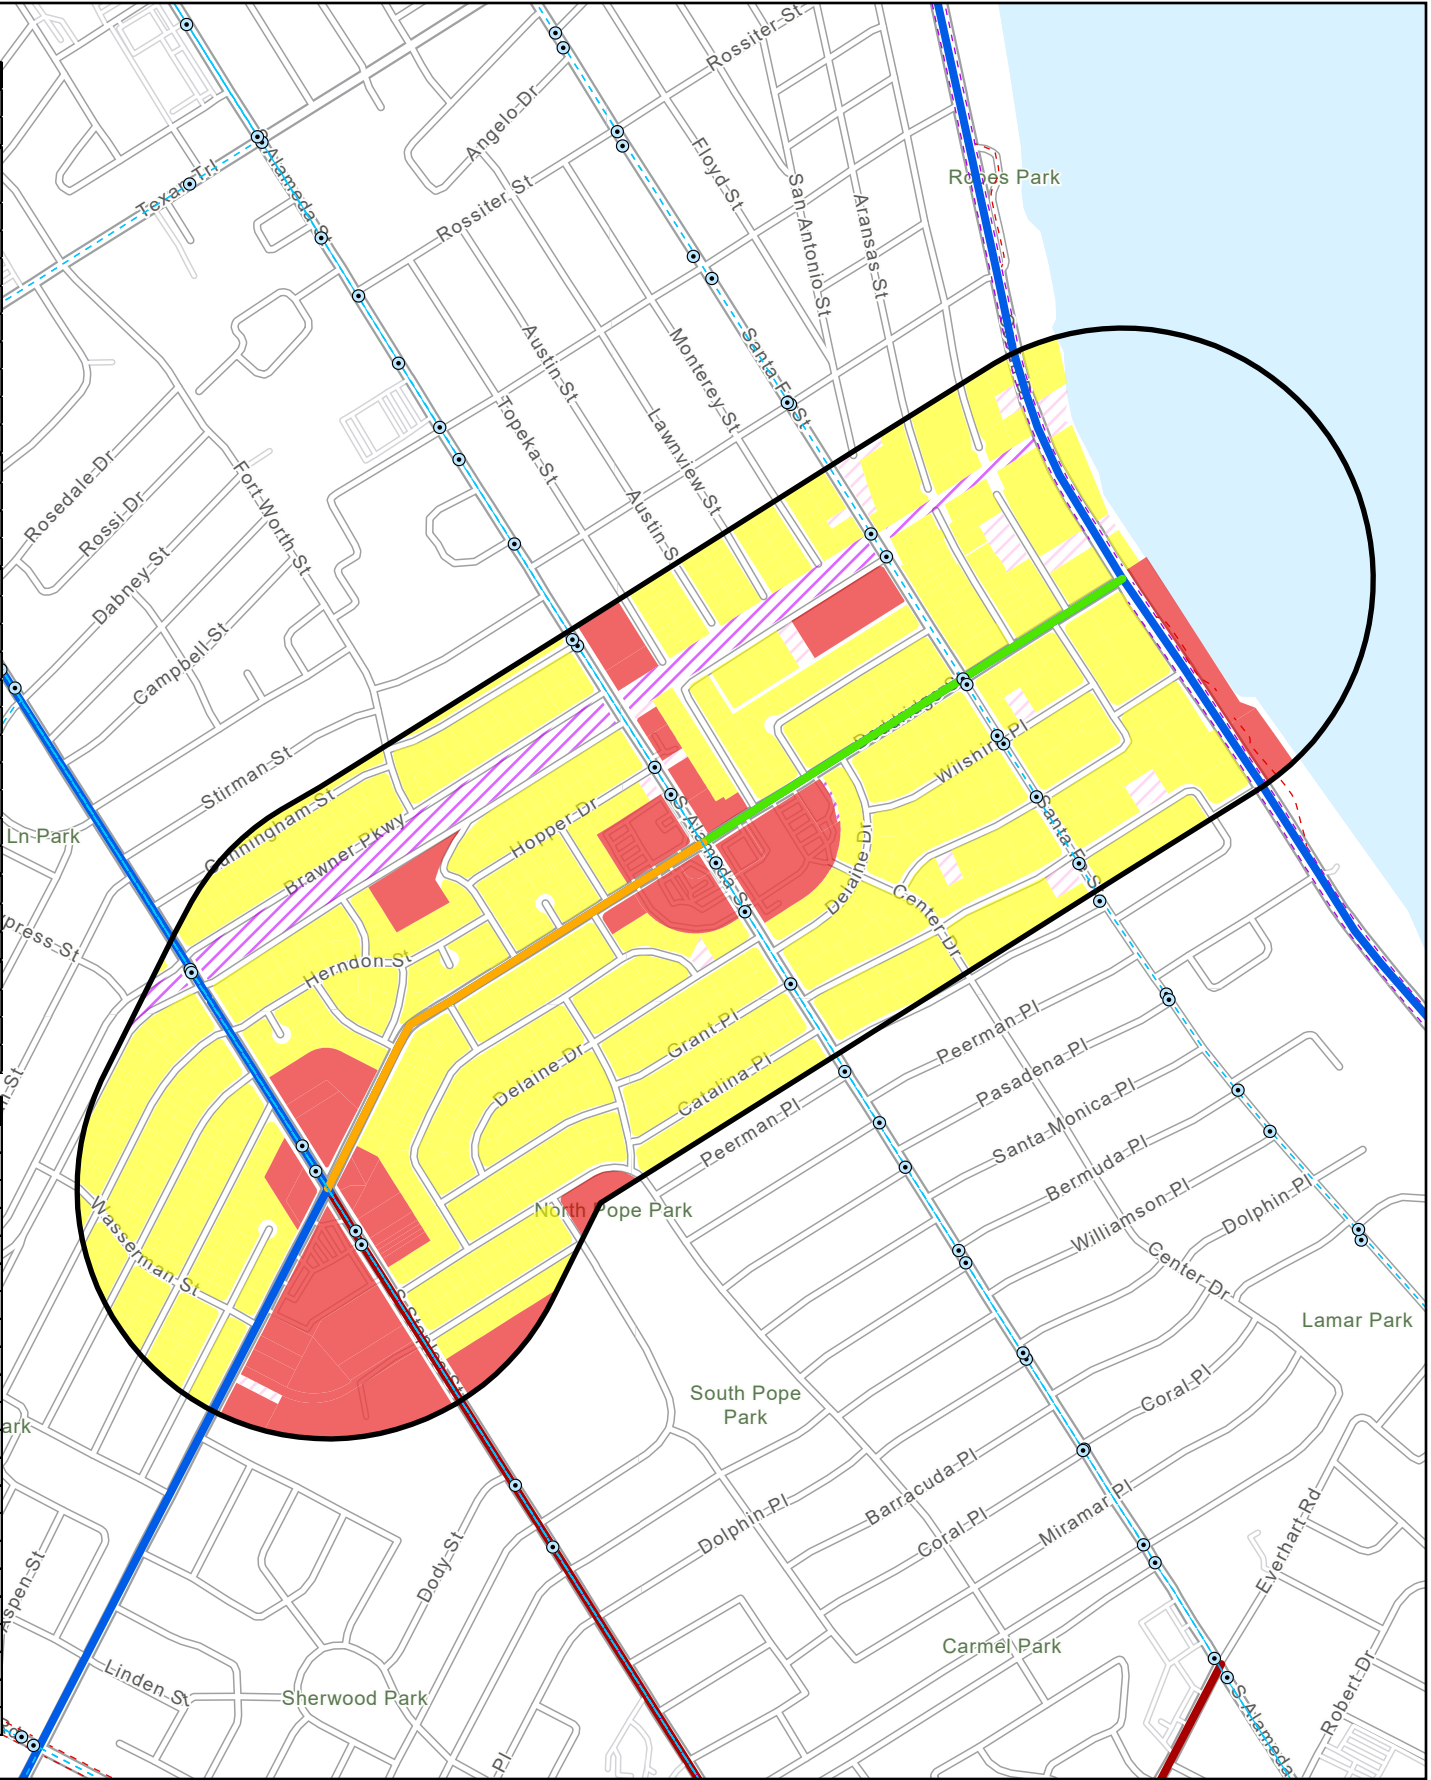 Rossiter St
Angelo Dr
Floyd St
Texan Trl
Alameda St
Ropes Park
Rossiter St
San Antonio St
Aransas St
Austin St
Monterey St
Santa Fe St
Topeka St
Lawnview St
Rosedale Dr
Rossi Dr
Fort Worth St
Austin S
Dabney St
Campbell St
Stirman St
Wilshire Pl
Cunningham St
Brawner Pkwy
Hopper Dr
S Alameda St
Santa Fe S
Ln Park
Delaine Dr
Center Dr
press St
Herndon St
Grant Pl
Peerman Pl
Delaine Dr
Catalina Pl
Pasadena Pl
n St
Peerman Pl
Santa Monica Pl
Bermuda Pl
North Pope Park
Williamson Pl
Dolphin Pl
Wasserman St
Center Dr
S Staples St
Lamar Park
South Pope
Park
Coral Pl
ark
Barracuda Pl
Dolphin Pl
Coral Pl
Miramar Pl
Everhart Rd
Dody St
Aspen St
Carmel Park
Linden St
Sherwood Park
Robert Dr
S Alameda
Pl